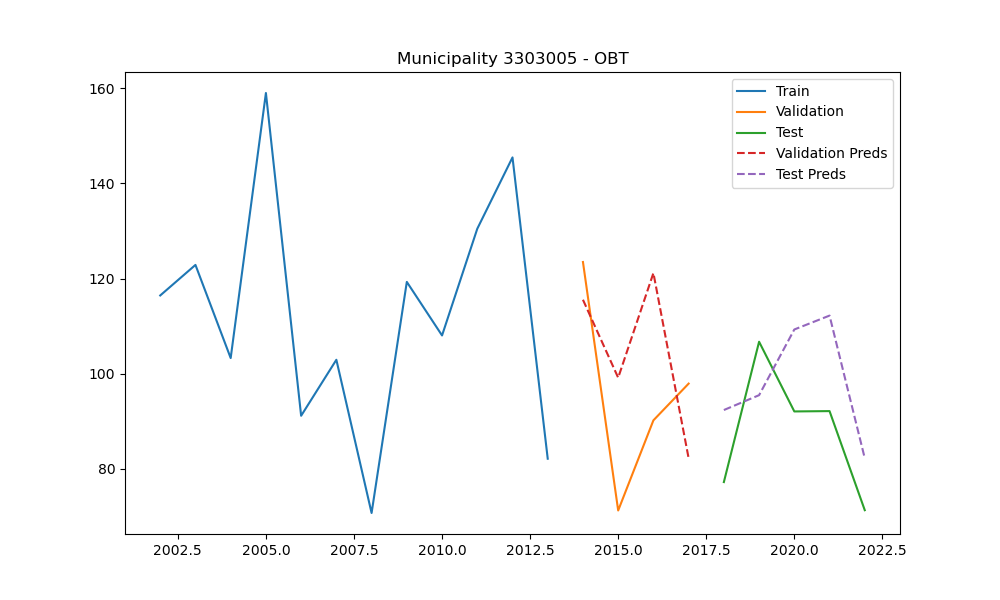 Municipality 3303005 - OBT
160
140
120
100
80
2002.5 2005.0 2007.5 2010.0 2012.5 2015.0 2017.5 2020.0 2022.5
Train
Validation
Test
Validation Preds
Test Preds